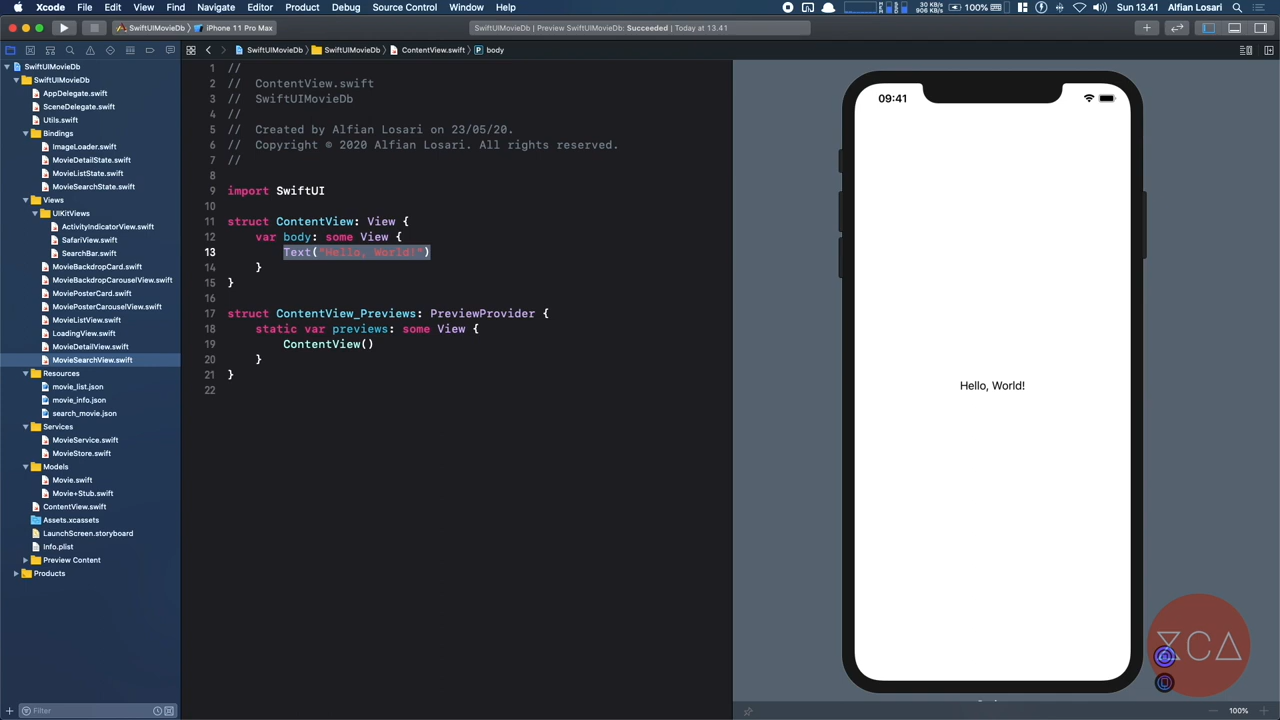 Xcode File Edit View Find Navigate Editor Product Debug Source Control Window Help
30 KB/s 100% Sun 13.41 Alfian Losari
SwiftUIMovieDb iPhone 11 Pro Max
SwiftUIMovieDb | Preview SwiftUIMovieDb: Succeeded | Today at 13.41
SwiftUIMovieDb SwiftUIMovieDb ContentView.swift body
SwiftUIMovieDb
SwiftUIMovieDb
AppDelegate.swift
SceneDelegate.swift
Utils.swift
Bindings
ImageLoader.swift
MovieDetailState.swift
MovieListState.swift
MovieSearchState.swift
Views
UIKitViews
ActivityIndicatorView.swift
SafariView.swift
SearchBar.swift
MovieBackdropCard.swift
MovieBackdropCarouselView.swift
MoviePosterCard.swift
MoviePosterCarouselView.swift
MovieListView.swift
LoadingView.swift
MovieDetailView.swift
MovieSearchView.swift
Resources
movie_list.json
movie_info.json
search_movie.json
Services
MovieService.swift
MovieStore.swift
Models
Movie.swift
Movie+Stub.swift
ContentView.swift
Assets.xcassets
LaunchScreen.storyboard
Info.plist
Preview Content
Products
Filter
1 //
2 // ContentView.swift
3 // SwiftUIMovieDb
4 //
5 // Created by Alfian Losari on 23/05/20.
6 // Copyright © 2020 Alfian Losari. All rights reserved.
7 //
8
9 import SwiftUI
10
11 struct ContentView: View {
12 var body: some View {
13 Text("Hello, World!")
14 }
15 }
16
17 struct ContentView_Previews: PreviewProvider {
18 static var previews: some View {
19 ContentView()
20 }
21 }
22
09:41
Hello, World!
XCA
100%